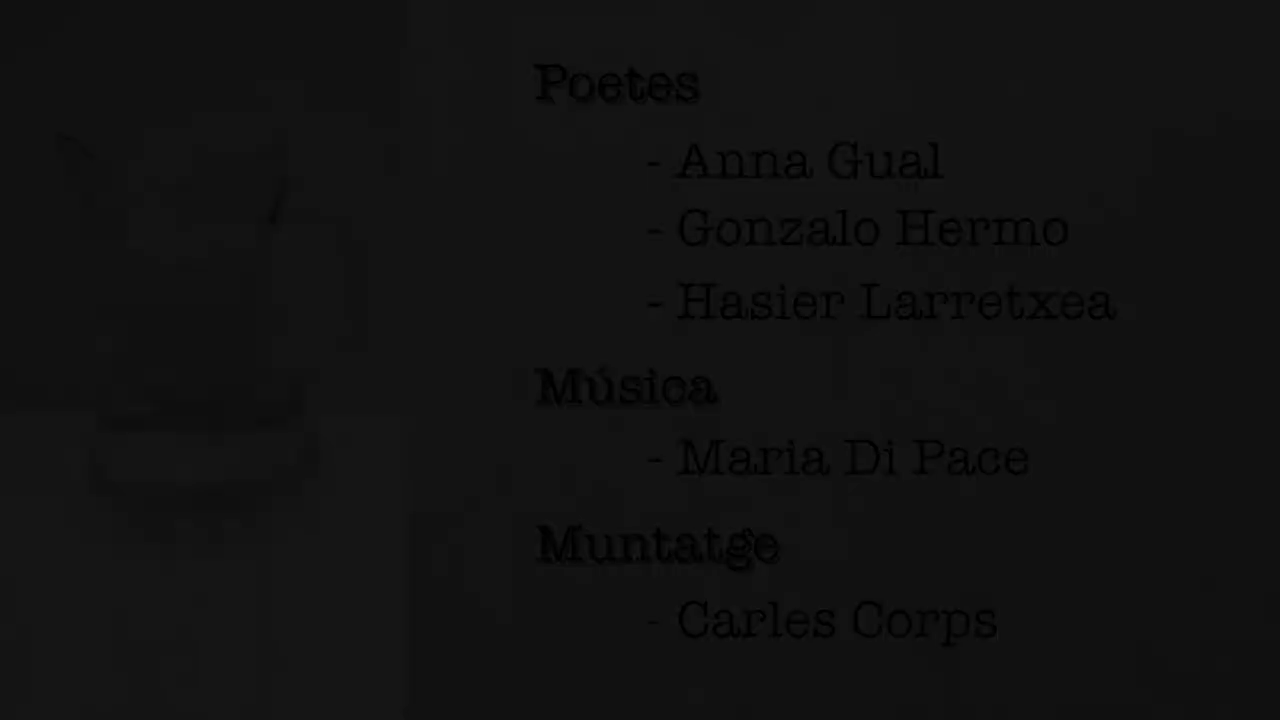 Poetes
- Anna Gual
- Gonzalo Hermo
- Hasier Larretxea
Música
- Maria Di Pace
Muntatge
- Carles Corps